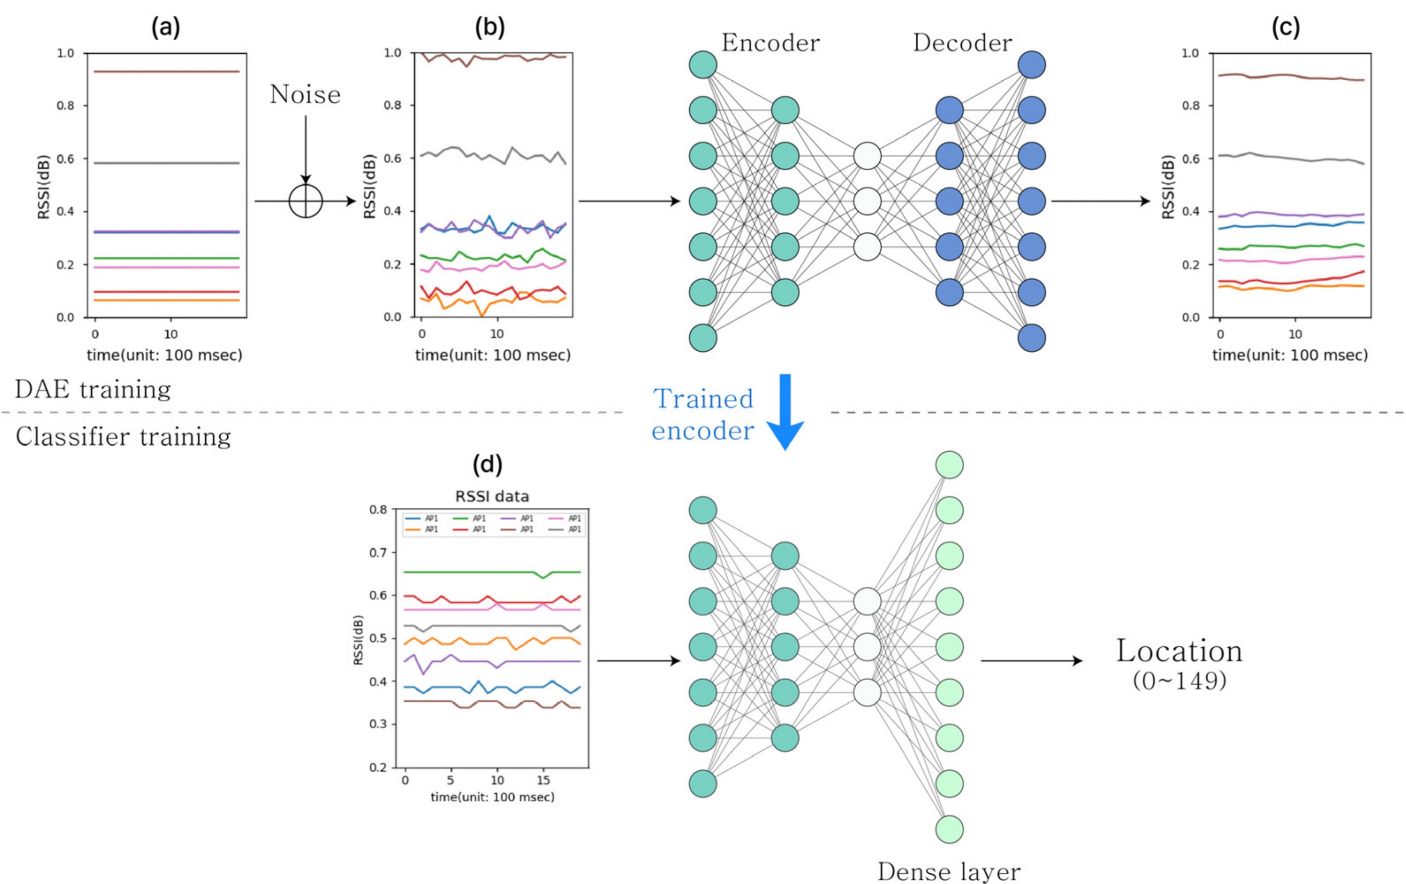 (a)
(b)
(c)
Encoder
Decoder
Noise
1.0
0.8
0.6
0.4
0.2
0.0
RSSI(dB)
0
10
time(unit: 100 msec)
1.0
0.8
0.6
0.4
0.2
0.0
RSSI(dB)
0
10
time(unit: 100 msec)
1.0
0.8
0.6
0.4
0.2
0.0
RSSI(dB)
0
10
time(unit: 100 msec)
DAE training
Trained
encoder
Classifier training
(d)
RSSI data
AP1 AP1 AP1 AP1
AP1 AP1 AP1 AP1
0.8
0.7
0.6
0.5
0.4
0.3
0.2
RSSI(dB)
0 5 10 15
time(unit: 100 msec)
Location
(0~149)
Dense layer